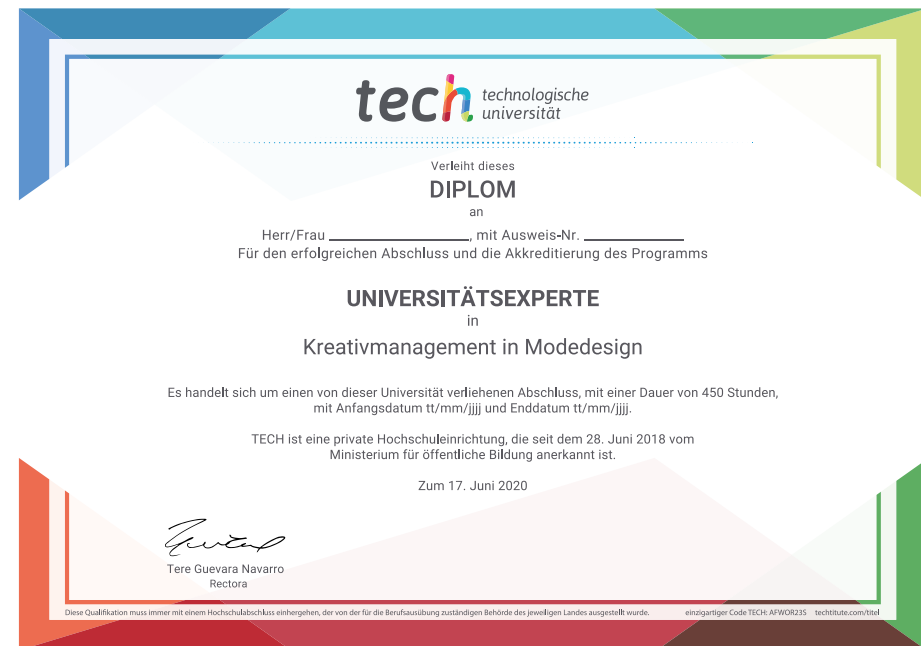 tech technologische
universität
Verleiht dieses
DIPLOM
an
Herr/Frau ____________________, mit Ausweis-Nr. ______________
Für den erfolgreichen Abschluss und die Akkreditierung des Programms
UNIVERSITÄTSEXPERTE
in
Kreativmanagement in Modedesign
Es handelt sich um einen von dieser Universität verliehenen Abschluss, mit einer Dauer von 450 Stunden,
mit Anfangsdatum tt/mm/jjjj und Enddatum tt/mm/jjjj.
TECH ist eine private Hochschuleinrichtung, die seit dem 28. Juni 2018 vom
Ministerium für öffentliche Bildung anerkannt ist.
Zum 17. Juni 2020
Tere Guevara Navarro
Rectora
Diese Qualifikation muss immer mit einem Hochschulabschluss einhergehen, der von der für die Berufsausübung zuständigen Behörde des jeweiligen Landes ausgestellt wurde. einzigartiger Code TECH: AFWOR23S techtitute.com/titel